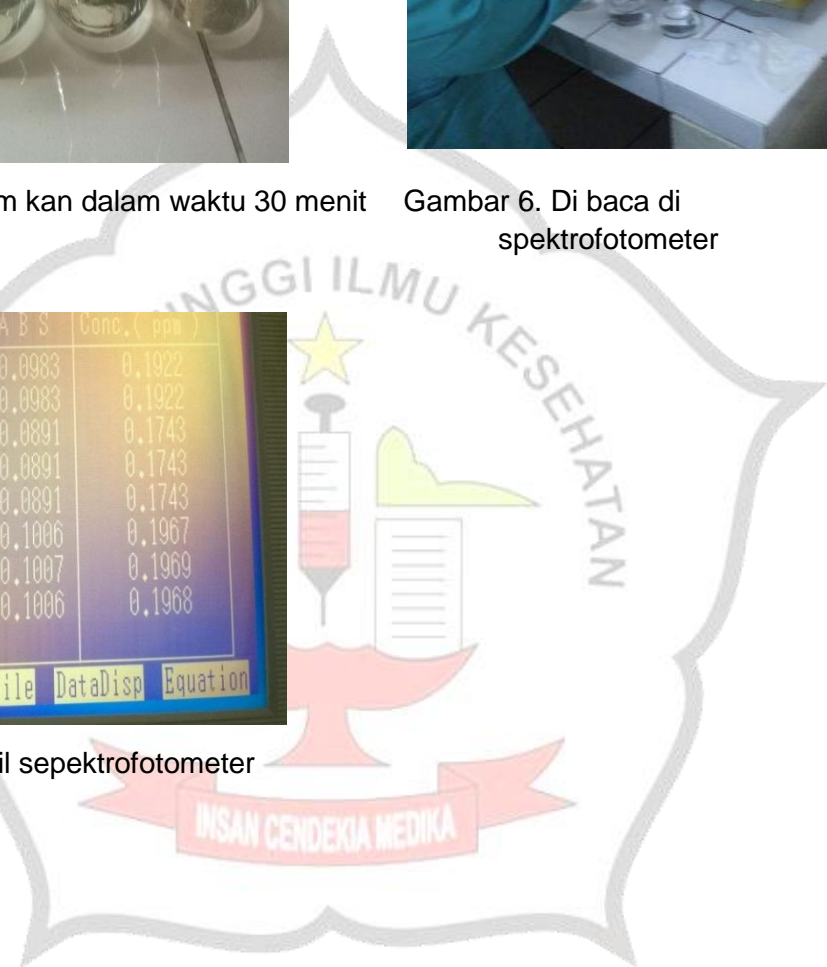 m kan dalam waktu 30 menit
Gambar 6. Di baca di
spektrofotometer
INGGI ILMU KESEHATAN
A B S Conc.( ppm )
0.0983 0.1922
0.0983 0.1922
0.0891 0.1743
0.0891 0.1743
0.0891 0.1743
0.1006 0.1967
0.1007 0.1969
0.1006 0.1968
ile DataDisp Equation
il sepektrofotometer
INSAN CENDEKIA MEDIKA